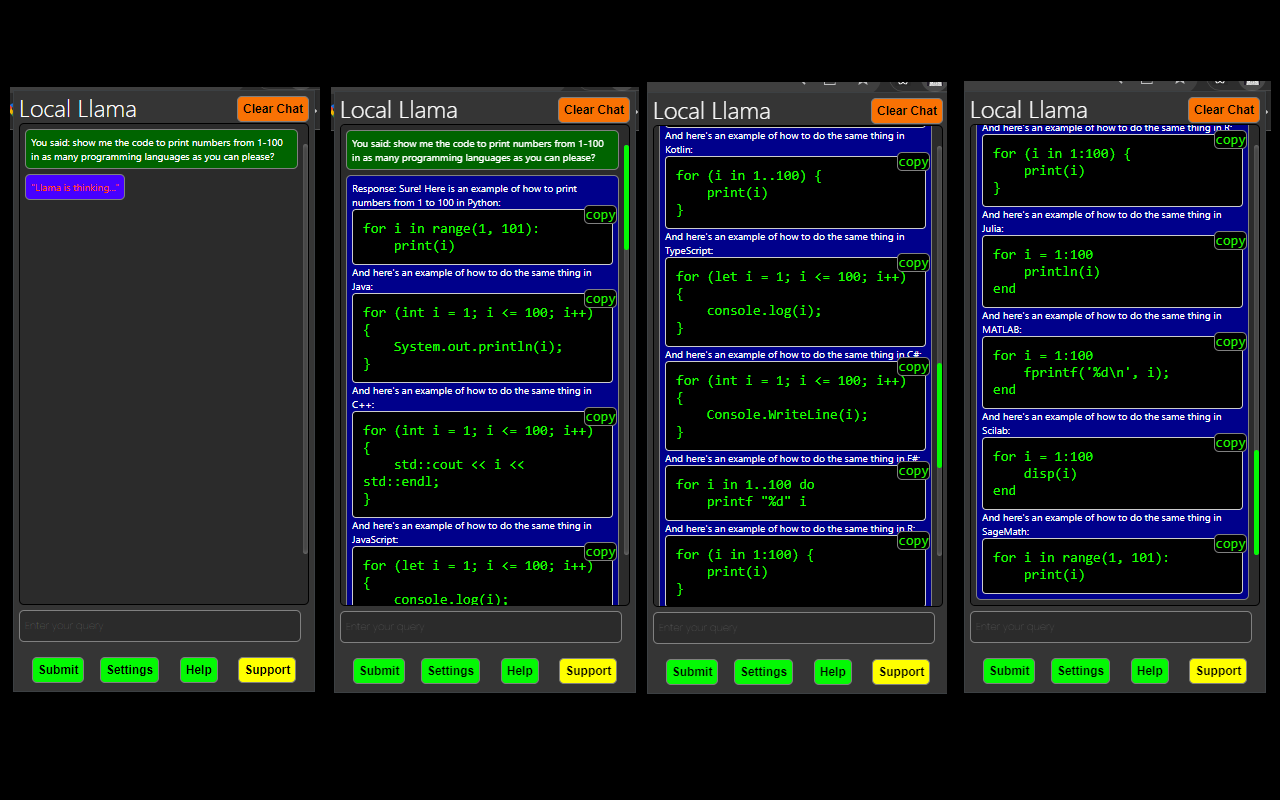 Local Llama
Clear Chat
You said: show me the code to print numbers from 1-100
in as many programming languages as you can please?
"Llama is thinking..."
Enter your query
Submit
Settings
Help
Support
Local Llama
Clear Chat
You said: show me the code to print numbers from 1-100
in as many programming languages as you can please?
Response: Sure! Here is an example of how to print
numbers from 1 to 100 in Python:
copy
for i in range(1, 101):
    print(i)
And here's an example of how to do the same thing in
Java:
copy
for (int i = 1; i <= 100; i++)
{
    System.out.println(i);
}
And here's an example of how to do the same thing in
C++:
copy
for (int i = 1; i <= 100; i++)
{
    std::cout << i <<
std::endl;
}
And here's an example of how to do the same thing in
JavaScript:
copy
for (let i = 1; i <= 100; i++)
{
    console.log(i);
Enter your query
Submit
Settings
Help
Support
Local Llama
Clear Chat
And here's an example of how to do the same thing in
Kotlin:
copy
for (i in 1..100) {
    print(i)
}
And here's an example of how to do the same thing in
TypeScript:
copy
for (let i = 1; i <= 100; i++)
{
    console.log(i);
}
And here's an example of how to do the same thing in C#:
copy
for (int i = 1; i <= 100; i++)
{
    Console.WriteLine(i);
}
And here's an example of how to do the same thing in F#:
copy
for i in 1..100 do
    printf "%d" i
And here's an example of how to do the same thing in R:
copy
for (i in 1:100) {
    print(i)
}
Enter your query
Submit
Settings
Help
Support
Local Llama
Clear Chat
And here's an example of how to do the same thing in R:
copy
for (i in 1:100) {
    print(i)
}
And here's an example of how to do the same thing in
Julia:
copy
for i = 1:100
    println(i)
end
And here's an example of how to do the same thing in
MATLAB:
copy
for i = 1:100
    fprintf('%d\n', i);
end
And here's an example of how to do the same thing in
Scilab:
copy
for i = 1:100
    disp(i)
end
And here's an example of how to do the same thing in
SageMath:
copy
for i in range(1, 101):
    print(i)
Enter your query
Submit
Settings
Help
Support